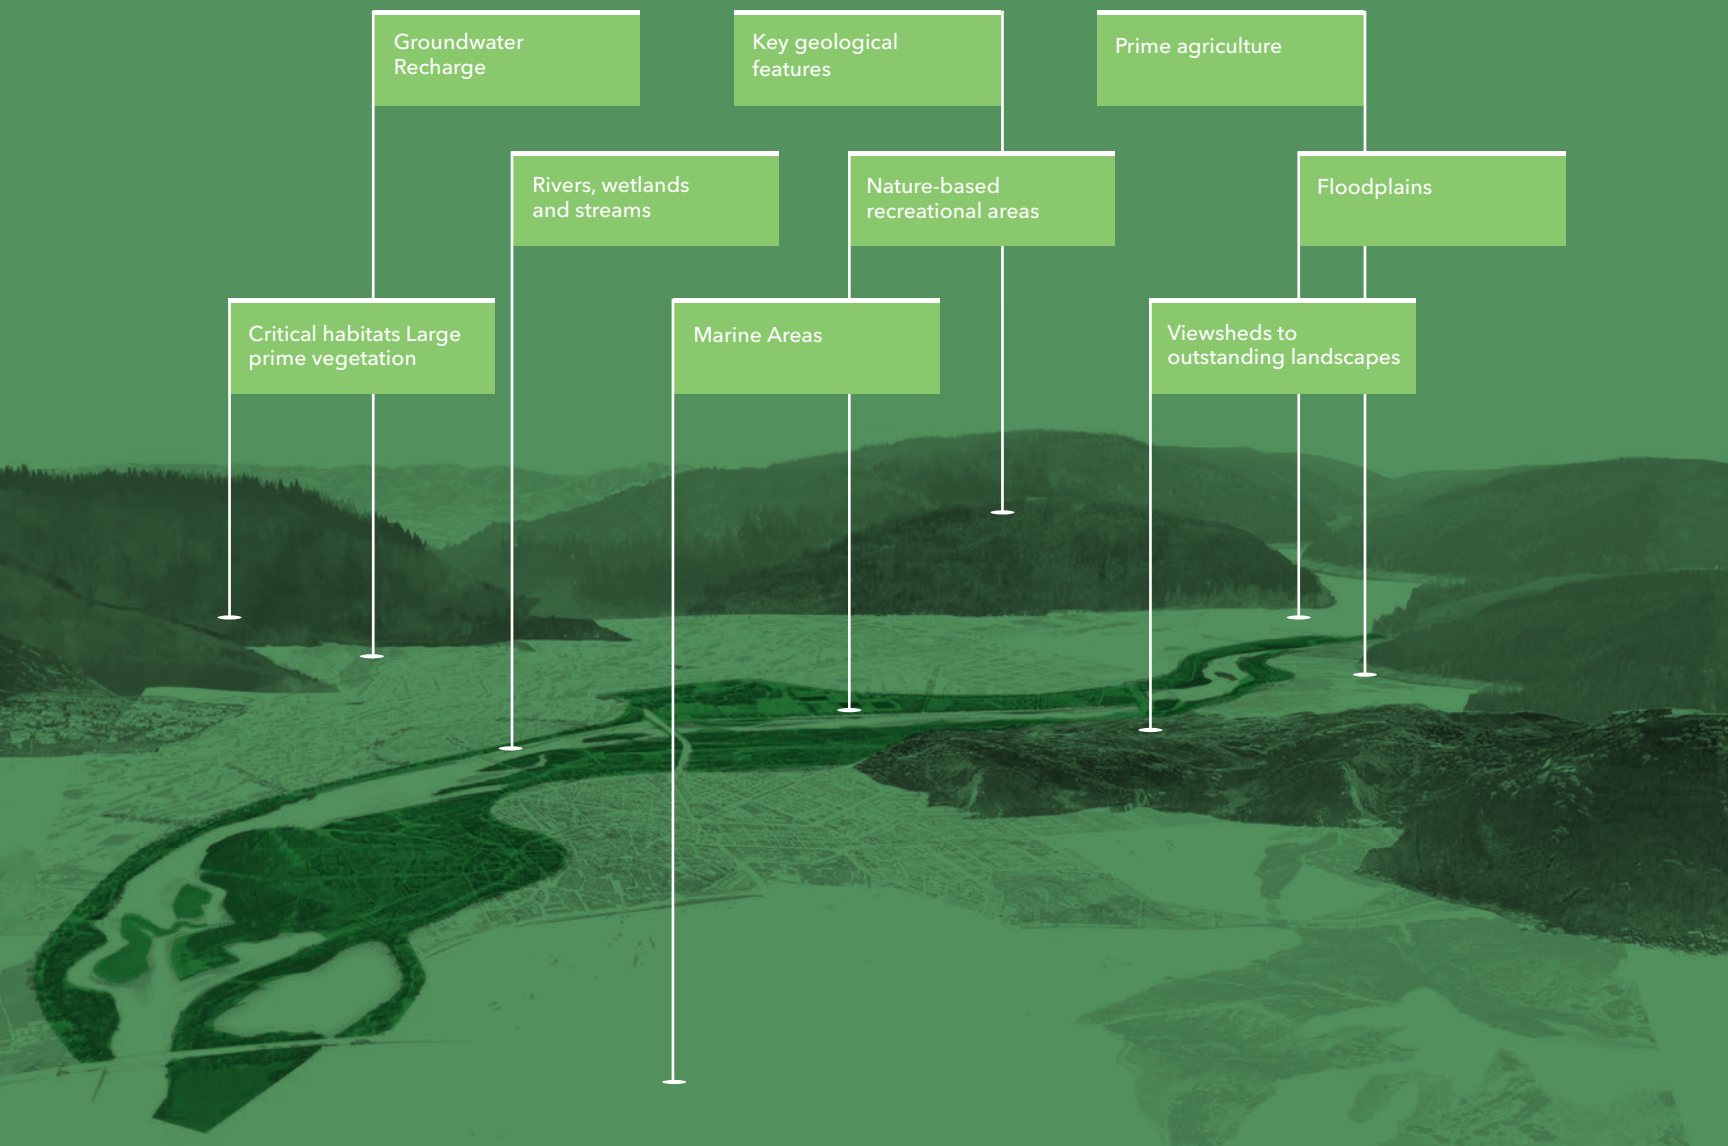 Groundwater
Recharge
Key geological
features
Prime agriculture
Rivers, wetlands
and streams
Nature-based
recreational areas
Floodplains
Critical habitats Large
prime vegetation
Marine Areas
Viewsheds to
outstanding landscapes